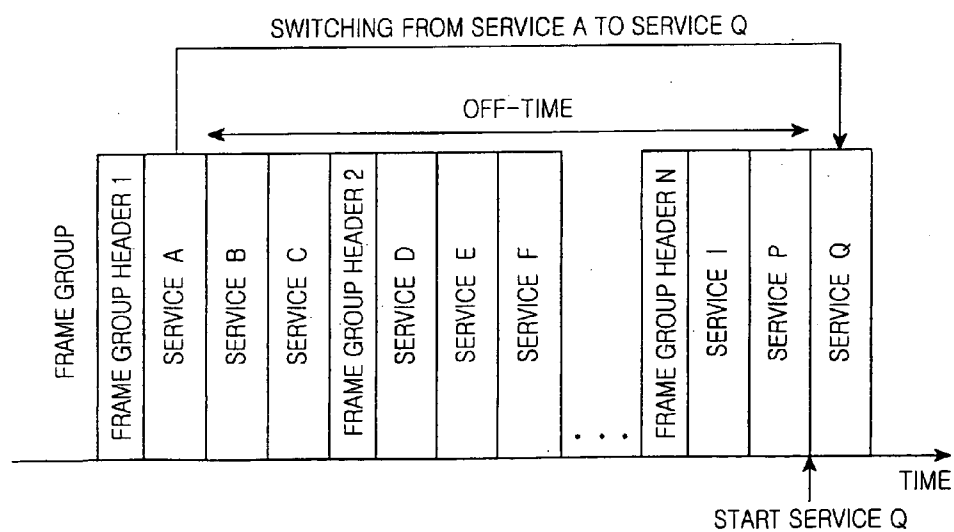 SWITCHING FROM SERVICE A TO SERVICE Q
OFF-TIME
FRAME GROUP
FRAME GROUP HEADER 1
SERVICE A
SERVICE B
SERVICE C
FRAME GROUP HEADER 2
SERVICE D
SERVICE E
SERVICE F
. . .
FRAME GROUP HEADER N
SERVICE I
SERVICE P
SERVICE Q
TIME
START SERVICE Q